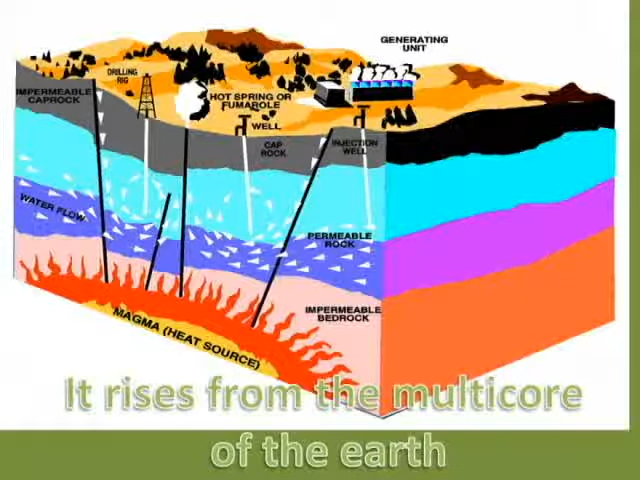 GENERATING
UNIT
DRILLING
RIG
IMPERMEABLE
CAPROCK
HOT SPRING OR
FUMAROLE
WELL
CAP
ROCK
INJECTION
WELL
WATER FLOW
PERMEABLE
ROCK
IMPERMEABLE
BEDROCK
MAGMA (HEAT SOURCE)
It rises from the multicore
of the earth